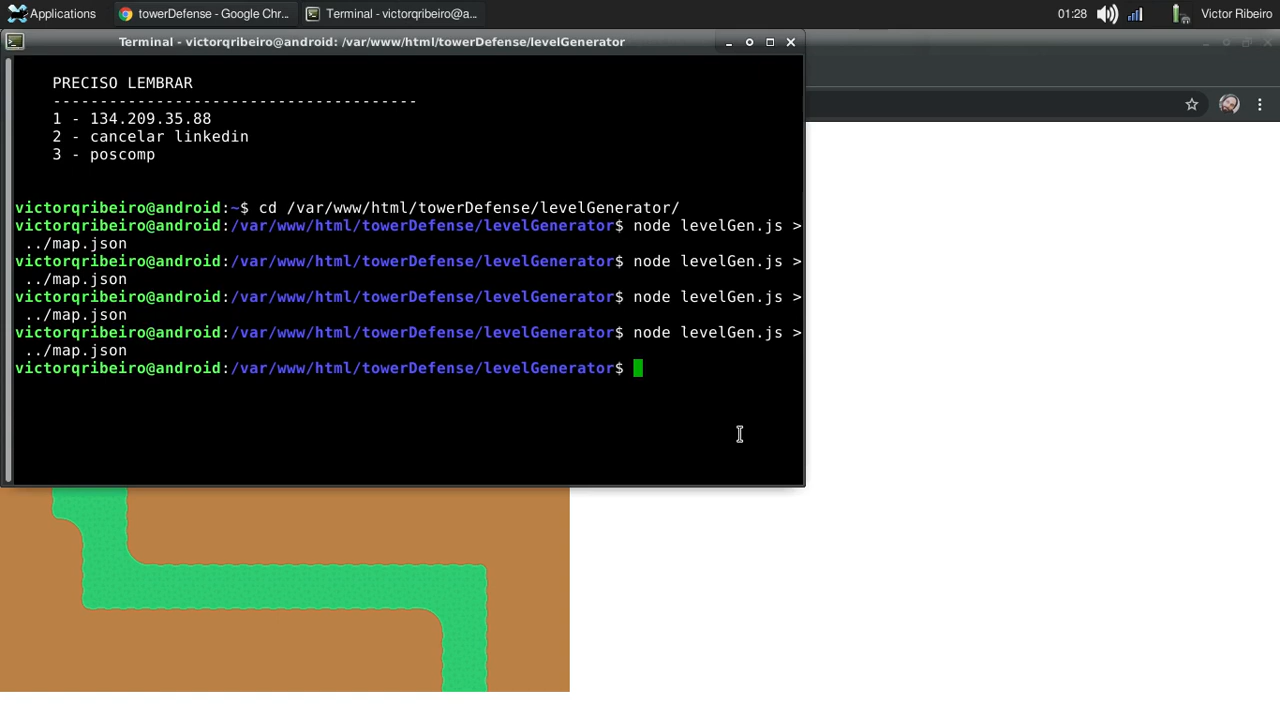 Applications
towerDefense - Google Chr...
Terminal - victorqribeiro@a...
01:28
Victor Ribeiro
Terminal - victorqribeiro@android: /var/www/html/towerDefense/levelGenerator
PRECISO LEMBRAR
---------------------------------------
1 - 134.209.35.88
2 - cancelar linkedin
3 - poscomp
victorqribeiro@android:~$ cd /var/www/html/towerDefense/levelGenerator/
victorqribeiro@android:/var/www/html/towerDefense/levelGenerator$ node levelGen.js >
../map.json
victorqribeiro@android:/var/www/html/towerDefense/levelGenerator$ node levelGen.js >
../map.json
victorqribeiro@android:/var/www/html/towerDefense/levelGenerator$ node levelGen.js >
../map.json
victorqribeiro@android:/var/www/html/towerDefense/levelGenerator$ node levelGen.js >
../map.json
victorqribeiro@android:/var/www/html/towerDefense/levelGenerator$